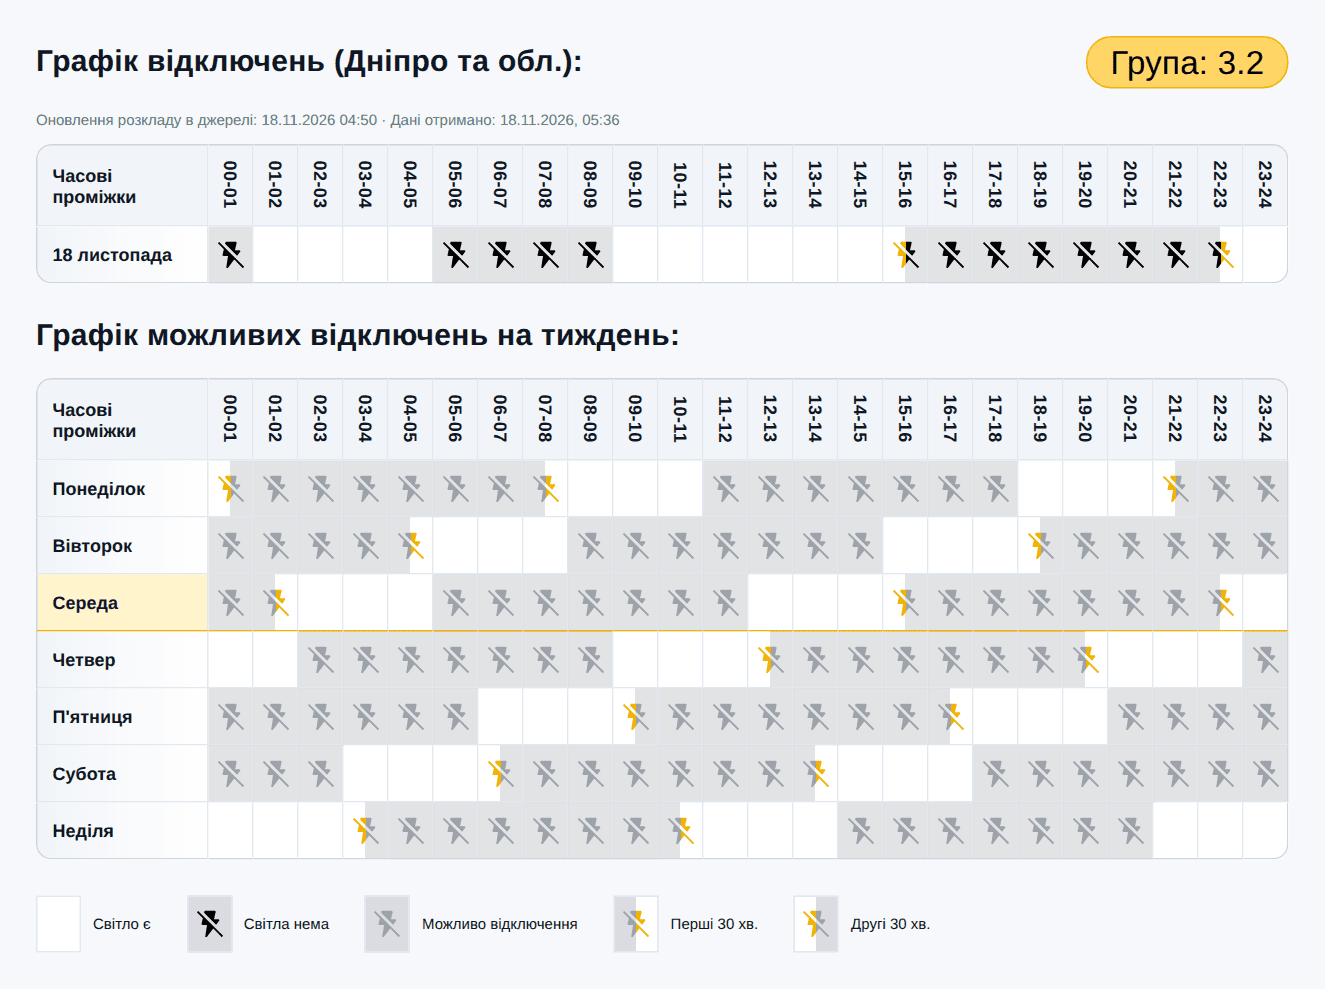 Графік відключень (Дніпро та обл.):
Група: 3.2
Оновлення розкладу в джерелі: 18.11.2026 04:50 · Дані отримано: 18.11.2026, 05:36
Часові проміжки 00-01 01-02 02-03 03-04 04-05 05-06 06-07 07-08 08-09 09-10 10-11 11-12 12-13 13-14 14-15 15-16 16-17 17-18 18-19 19-20 20-21 21-22 22-23 23-24
18 листопада
Графік можливих відключень на тиждень:
Часові проміжки 00-01 01-02 02-03 03-04 04-05 05-06 06-07 07-08 08-09 09-10 10-11 11-12 12-13 13-14 14-15 15-16 16-17 17-18 18-19 19-20 20-21 21-22 22-23 23-24
Понеділок
Вівторок
Середа
Четвер
П'ятниця
Субота
Неділя
Світло є Світла нема Можливо відключення Перші 30 хв. Другі 30 хв.